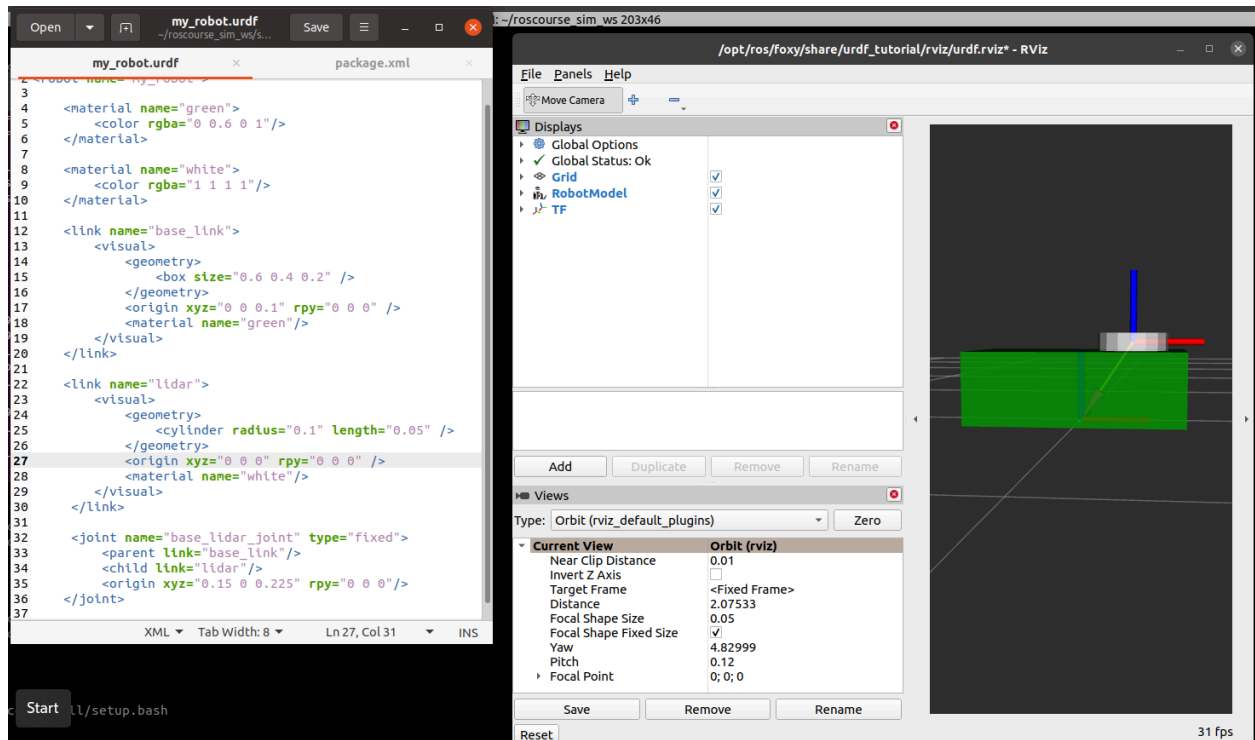 Open
my_robot.urdf
~/roscourse_sim_ws/s...
Save
: ~/roscourse_sim_ws 203x46
my_robot.urdf
package.xml
2 <robot name="my_robot">
3
4 <material name="green">
5 <color rgba="0 0.6 0 1"/>
6 </material>
7
8 <material name="white">
9 <color rgba="1 1 1 1"/>
10 </material>
11
12 <link name="base_link">
13 <visual>
14 <geometry>
15 <box size="0.6 0.4 0.2" />
16 </geometry>
17 <origin xyz="0 0 0.1" rpy="0 0 0" />
18 <material name="green"/>
19 </visual>
20 </link>
21
22 <link name="lidar">
23 <visual>
24 <geometry>
25 <cylinder radius="0.1" length="0.05" />
26 </geometry>
27 <origin xyz="0 0 0" rpy="0 0 0" />
28 <material name="white"/>
29 </visual>
30 </link>
31
32 <joint name="base_lidar_joint" type="fixed">
33 <parent link="base_link"/>
34 <child link="lidar"/>
35 <origin xyz="0.15 0 0.225" rpy="0 0 0"/>
36 </joint>
37
XML Tab Width: 8 Ln 27, Col 31 INS
Start
ll/setup.bash
/opt/ros/foxy/share/urdf_tutorial/rviz/urdf.rviz* - RViz
File Panels Help
Move Camera
Displays
Global Options
Global Status: Ok
Grid
RobotModel
TF
Add Duplicate Remove Rename
Views
Type: Orbit (rviz_default_plugins) Zero
Current View Orbit (rviz)
Near Clip Distance 0.01
Invert Z Axis
Target Frame <Fixed Frame>
Distance 2.07533
Focal Shape Size 0.05
Focal Shape Fixed Size
Yaw 4.82999
Pitch 0.12
Focal Point 0; 0; 0
Save Remove Rename
Reset
31 fps